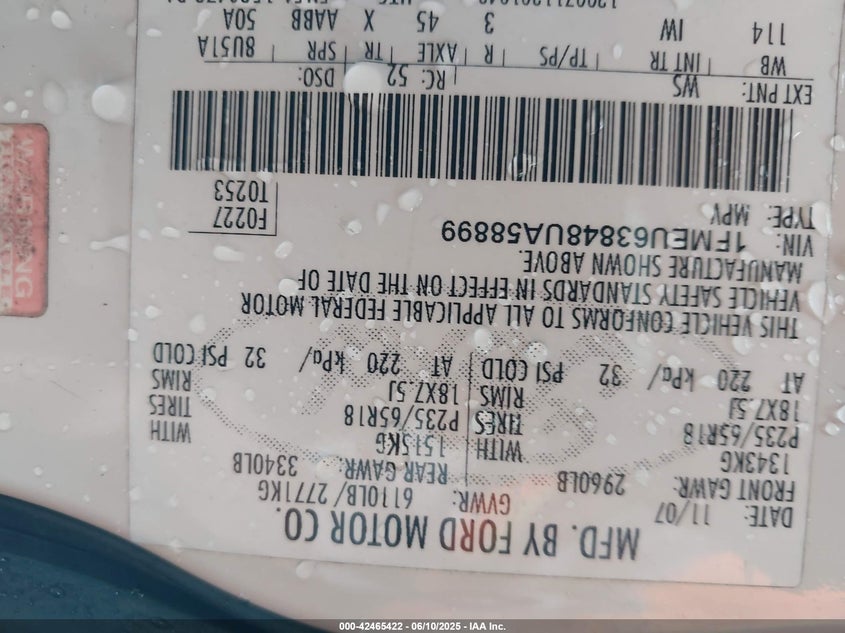 MFD. BY FORD MOTOR CO.
DATE: 11/07 GVWR: 6110LB/ 2771KG
FRONT GAWR: 2960LB REAR GAWR: 3340LB
1343KG 1515KG
P235/65R18 WITH TIRES P235/65R18 WITH TIRES
18X7.5J RIMS 18X7.5J RIMS
AT 220 kPa/ 32 PSI COLD AT 220 kPa/ 32 PSI COLD
THIS VEHICLE CONFORMS TO ALL APPLICABLE FEDERAL MOTOR
VEHICLE SAFETY STANDARDS IN EFFECT ON THE DATE OF
MANUFACTURE SHOWN ABOVE.
VIN: 1FMEU63848UA58899
TYPE: MPV
F0227
T0253
EXT PNT: WS RC: 52 DSO:
WB INT TR TP/PS R AXLE TR SPR 8U51A
114 IW 3 45 X AABB 50A
WARNING
000-42465422 - 06/10/2025 - IAA Inc.